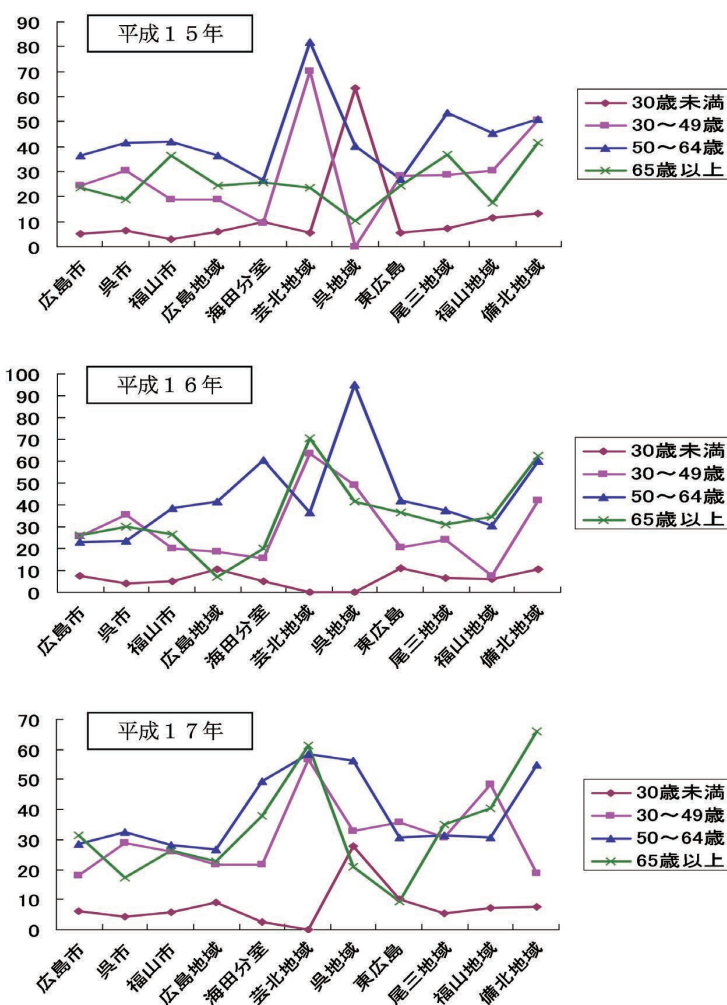 平成15年
90
80
70
60
50
40
30
20
10
0
広島市
呉市
福山市
広島地域
海田分室
芸北地域
呉地域
東広島
尾三地域
福山地域
備北地域
30歳未満
30～49歳
50～64歳
65歳以上
平成16年
100
90
80
70
60
50
40
30
20
10
0
広島市
呉市
福山市
広島地域
海田分室
芸北地域
呉地域
東広島
尾三地域
福山地域
備北地域
30歳未満
30～49歳
50～64歳
65歳以上
平成17年
70
60
50
40
30
20
10
0
広島市
呉市
福山市
広島地域
海田分室
芸北地域
呉地域
東広島
尾三地域
福山地域
備北地域
30歳未満
30～49歳
50～64歳
65歳以上